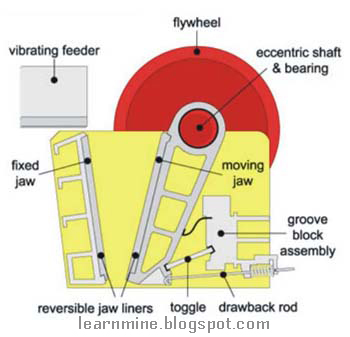 flywheel
vibrating feeder
eccentric shaft
& bearing
fixed
jaw
moving
jaw
groove
block
assembly
reversible jaw liners
toggle
drawback rod
learnmine.blogspot.com